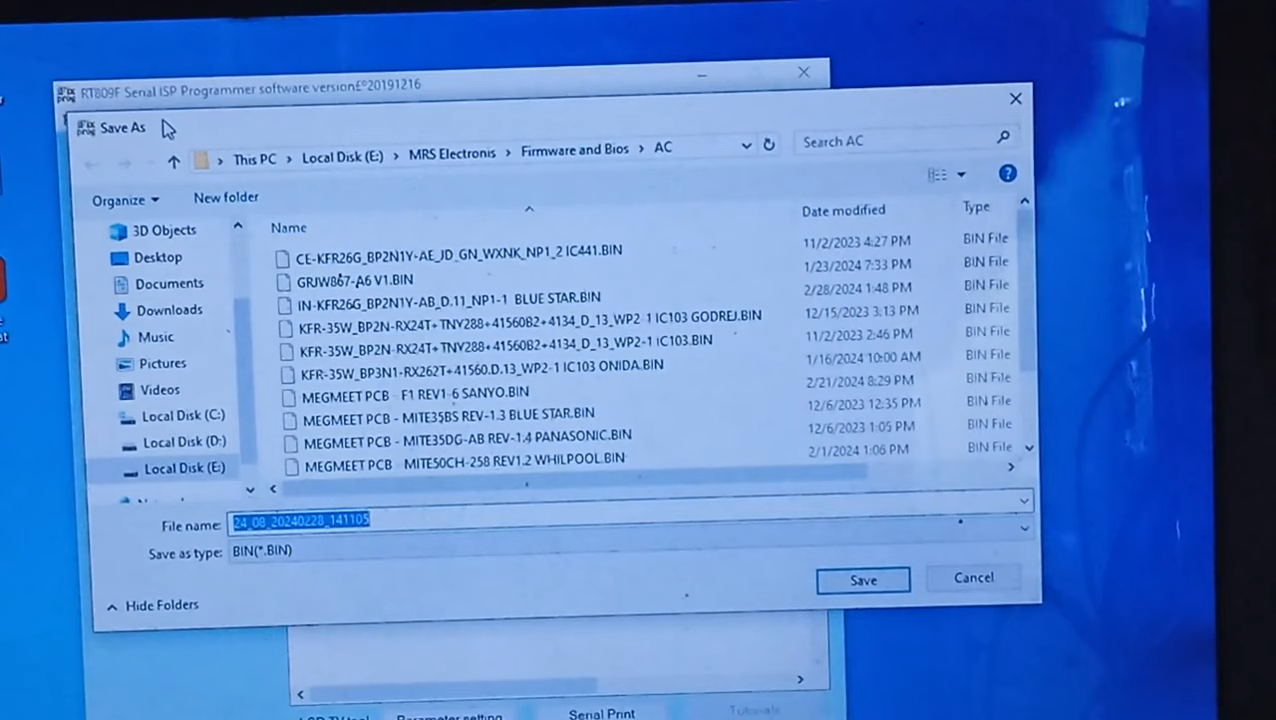 RT809F Serial ISP Programmer software version£º20191216
Save As
This PC > Local Disk (E:) > MRS Electronis > Firmware and Bios > AC
Search AC
Organize
New folder
Name
Date modified
Type
3D Objects
Desktop
Documents
Downloads
Music
Pictures
Videos
Local Disk (C:)
Local Disk (D:)
Local Disk (E:)
CE-KFR26G_BP2N1Y-AE_JD_GN_WXNK_NP1_2 IC441.BIN 11/2/2023 4:27 PM BIN File
GRJW867-A6 V1.BIN 1/23/2024 7:33 PM BIN File
IN-KFR26G_BP2N1Y-AB_D.11_NP1-1 BLUE STAR.BIN 2/28/2024 1:48 PM BIN File
KFR-35W_BP2N-RX24T+TNY288+41560B2+4134_D_13_WP2-1 IC103 GODREJ.BIN 12/15/2023 3:13 PM BIN File
KFR-35W_BP2N-RX24T+TNY288+41560B2+4134_D_13_WP2-1 IC103.BIN 11/2/2023 2:46 PM BIN File
KFR-35W_BP3N1-RX262T+41560.D.13_WP2-1 IC103 ONIDA.BIN 1/16/2024 10:00 AM BIN File
MEGMEET PCB - F1 REV1-6 SANYO.BIN 2/21/2024 8:29 PM BIN File
MEGMEET PCB - MITE35BS REV-1.3 BLUE STAR.BIN 12/6/2023 12:35 PM BIN File
MEGMEET PCB - MITE35DG-AB REV-1.4 PANASONIC.BIN 12/6/2023 1:05 PM BIN File
MEGMEET PCB MITE50CH-258 REV1.2 WHILPOOL.BIN 2/1/2024 1:06 PM BIN File
File name: 24_08_20240228_141105
Save as type: BIN(*.BIN)
Hide Folders
Save
Cancel
Parameter setting
Serial Print
Tutorials